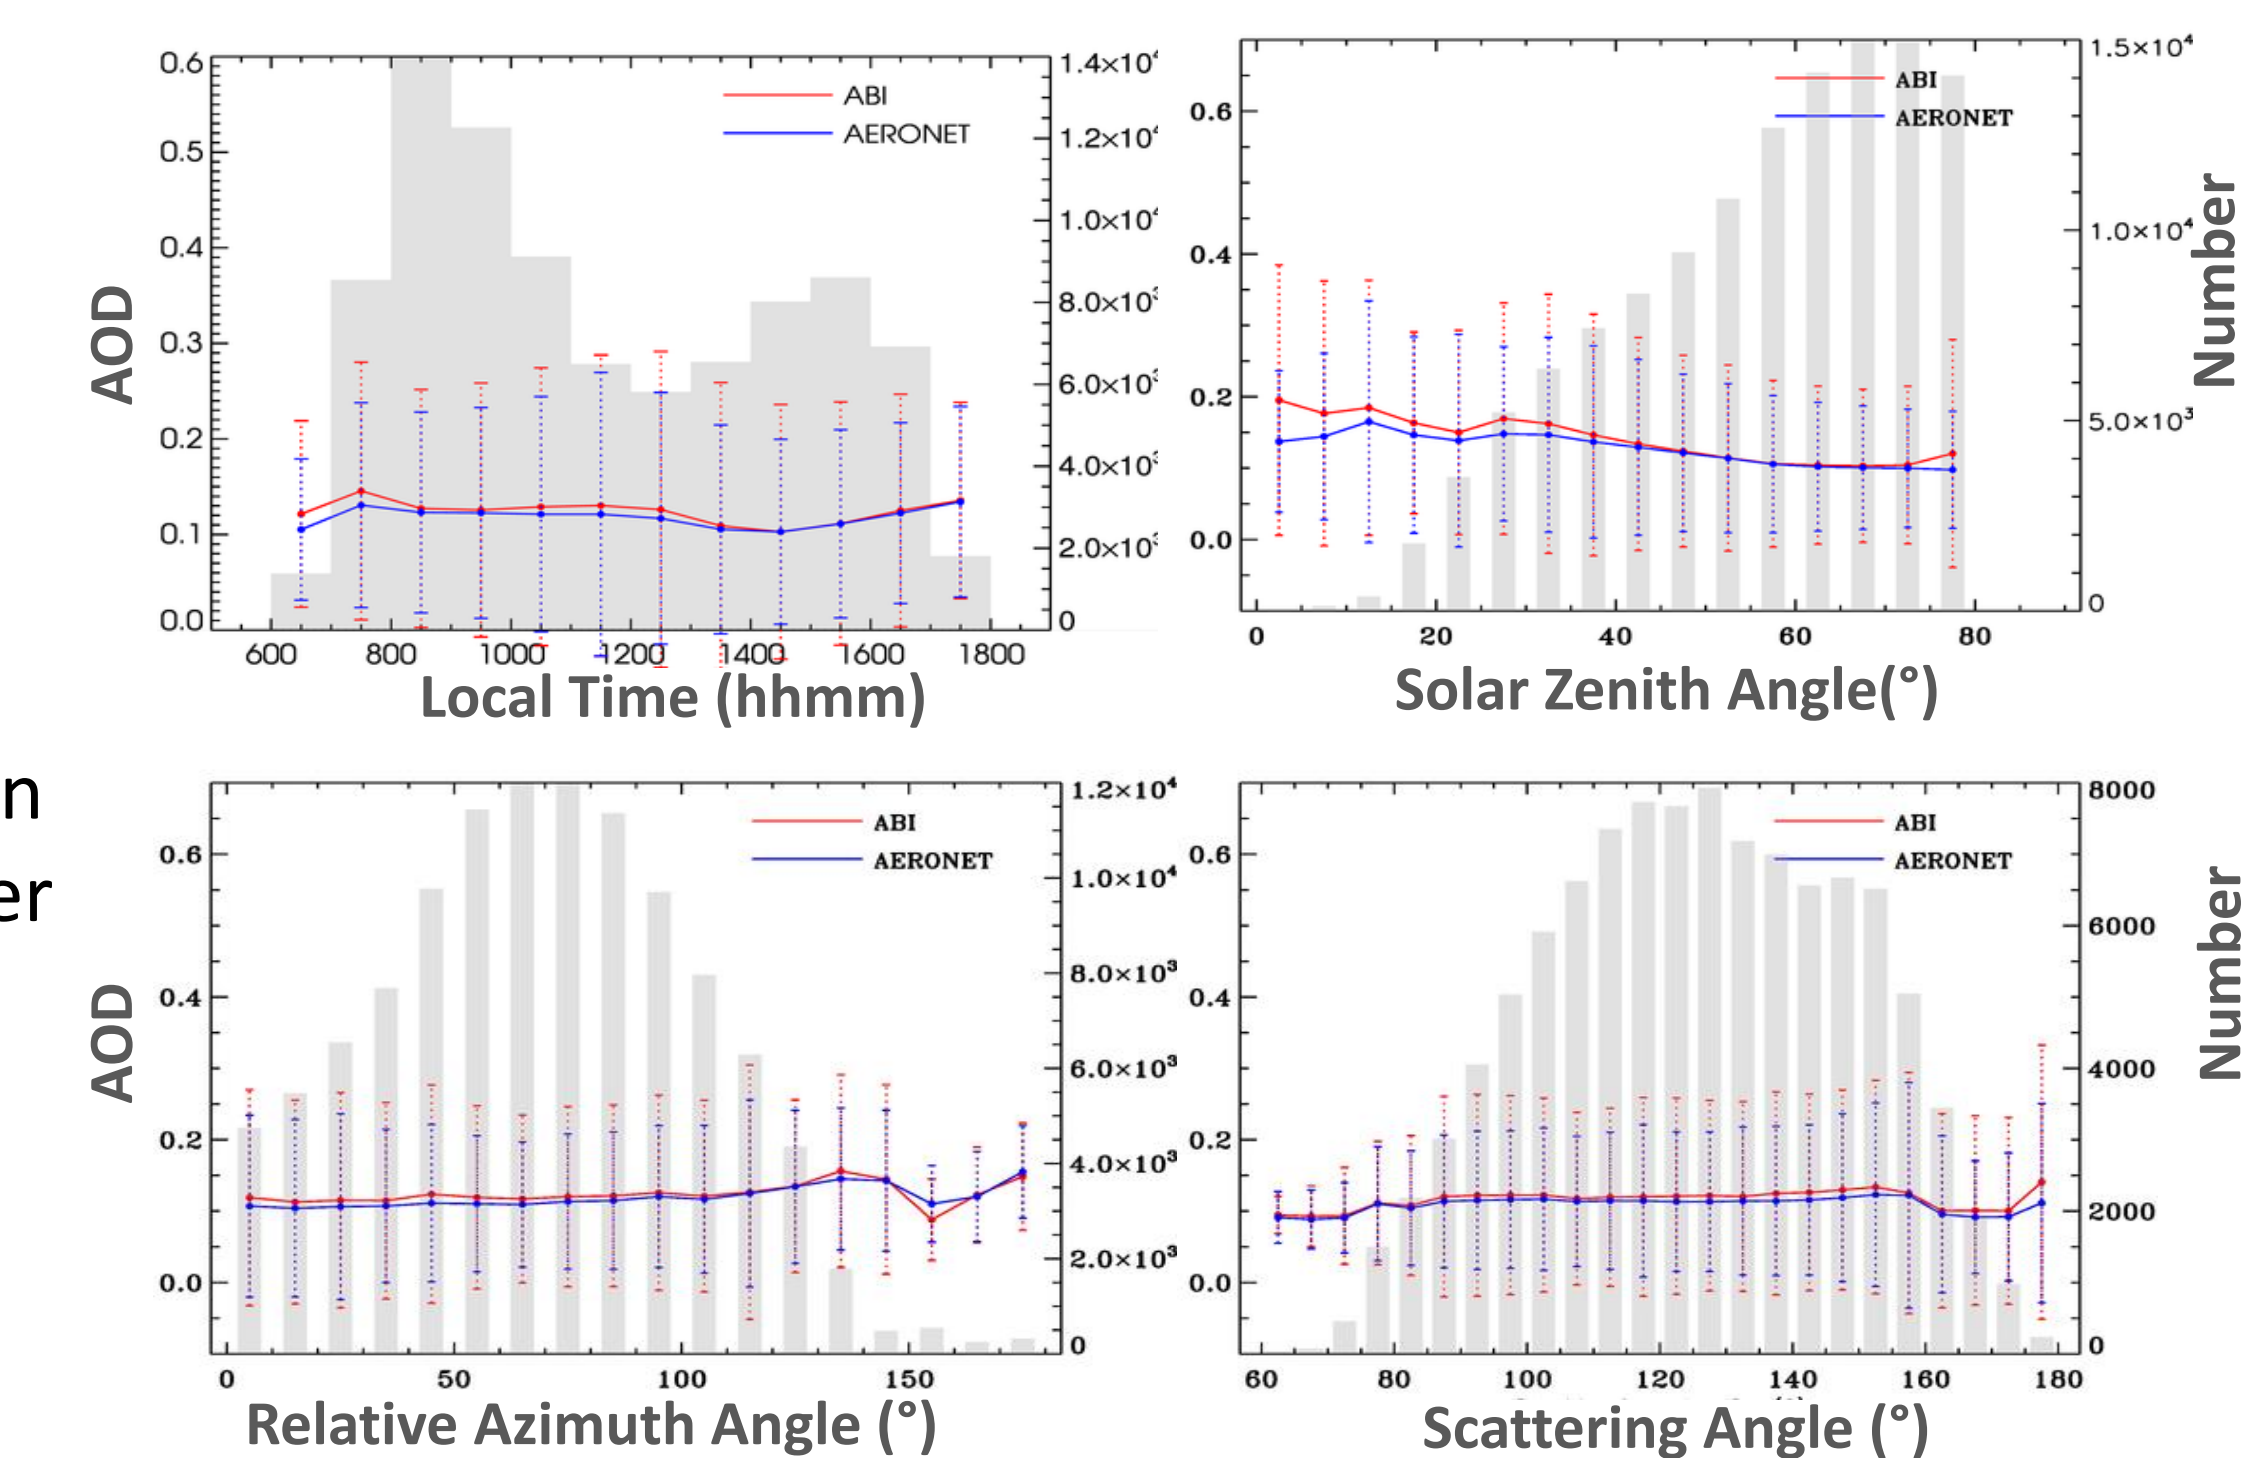 0.6
0.5
0.4
0.3
0.2
0.1
0.0
AOD
ABI
AERONET
1.4×10
1.2×10
1.0×10
8.0×10
6.0×10
4.0×10
2.0×10
0
600 800 1000 1200 1400 1600 1800
Local Time (hhmm)
0.6
0.4
0.2
0.0
ABI
AERONET
1.5×10⁴
1.0×10⁴
5.0×10³
0
Number
0 20 40 60 80
Solar Zenith Angle(°)
n
er
0.6
0.4
0.2
0.0
AOD
ABI
AERONET
1.2×10⁴
1.0×10⁴
8.0×10³
6.0×10³
4.0×10³
2.0×10³
0
0 50 100 150
Relative Azimuth Angle (°)
0.6
0.4
0.2
0.0
ABI
AERONET
8000
6000
4000
2000
0
Number
60 80 100 120 140 160 180
Scattering Angle (°)